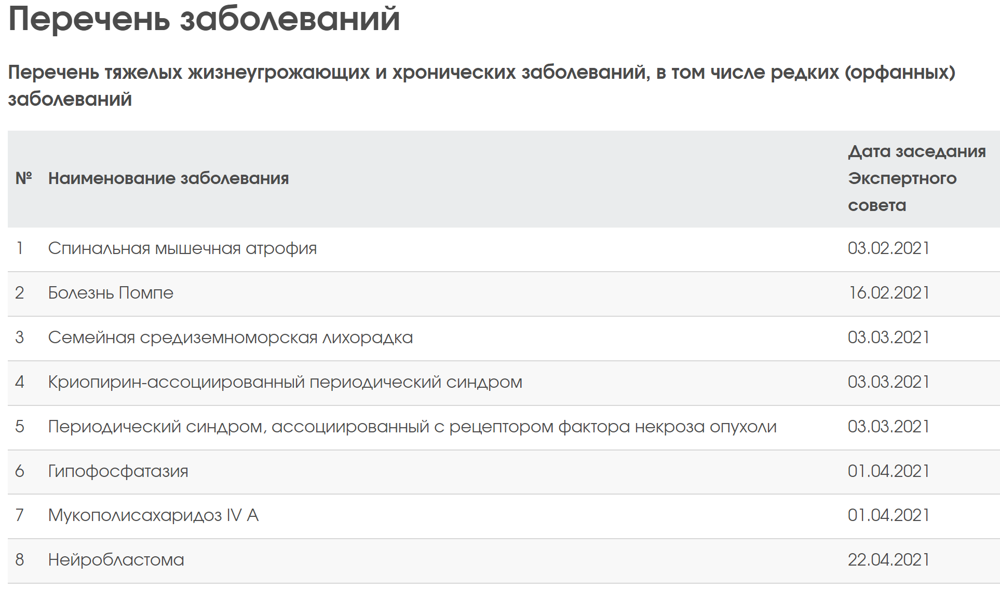 Перечень заболеваний
Перечень тяжелых жизнеугрожающих и хронических заболеваний, в том числе редких (орфанных)
заболеваний
№ Наименование заболевания Дата заседания
Экспертного
совета
1 Спинальная мышечная атрофия 03.02.2021
2 Болезнь Помпе 16.02.2021
3 Семейная средиземноморская лихорадка 03.03.2021
4 Криопирин-ассоциированный периодический синдром 03.03.2021
5 Периодический синдром, ассоциированный с рецептором фактора некроза опухоли 03.03.2021
6 Гипофосфатазия 01.04.2021
7 Мукополисахаридоз IV A 01.04.2021
8 Нейробластома 22.04.2021